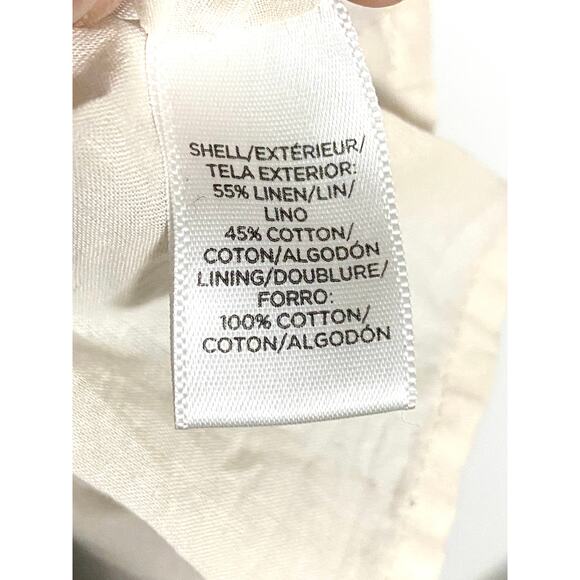 SHELL/EXTÉRIEUR/
TELA EXTERIOR:
55% LINEN/LIN/
LINO
45% COTTON/
COTON/ALGODÓN
LINING/DOUBLURE/
FORRO:
100% COTTON/
COTON/ALGODÓN